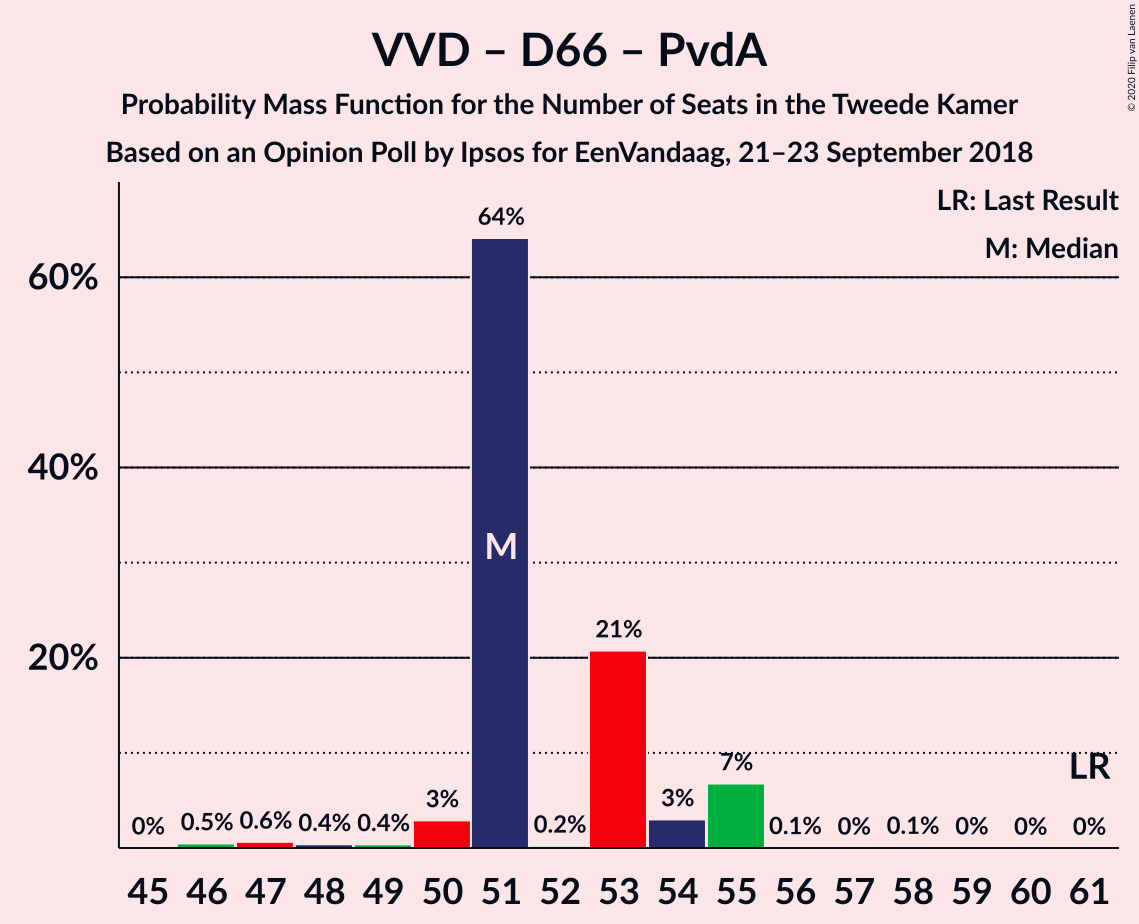 © 2020 Filip van Laenen
VVD – D66 – PvdA
Probability Mass Function for the Number of Seats in the Tweede Kamer
Based on an Opinion Poll by Ipsos for EenVandaag, 21–23 September 2018
LR: Last Result
M: Median
60%
40%
20%
0% 0.5% 0.6% 0.4% 0.4% 3% 64% 0.2% 21% 3% 7% 0.1% 0% 0.1% 0% 0% 0%
M
LR
45 46 47 48 49 50 51 52 53 54 55 56 57 58 59 60 61